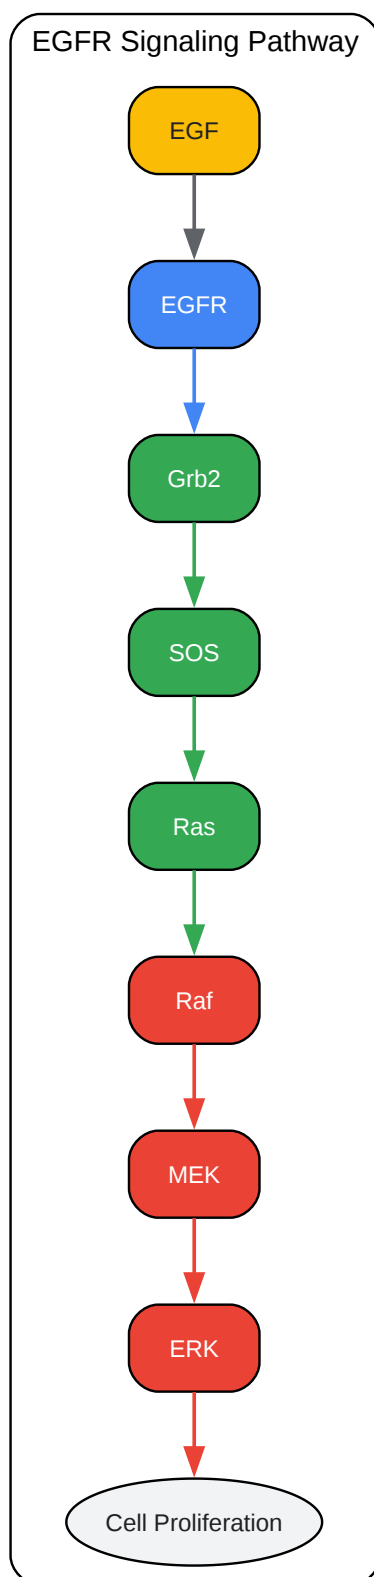 EGFR Signaling Pathway
EGF
EGFR
Grb2
SOS
Ras
Raf
MEK
ERK
Cell Proliferation